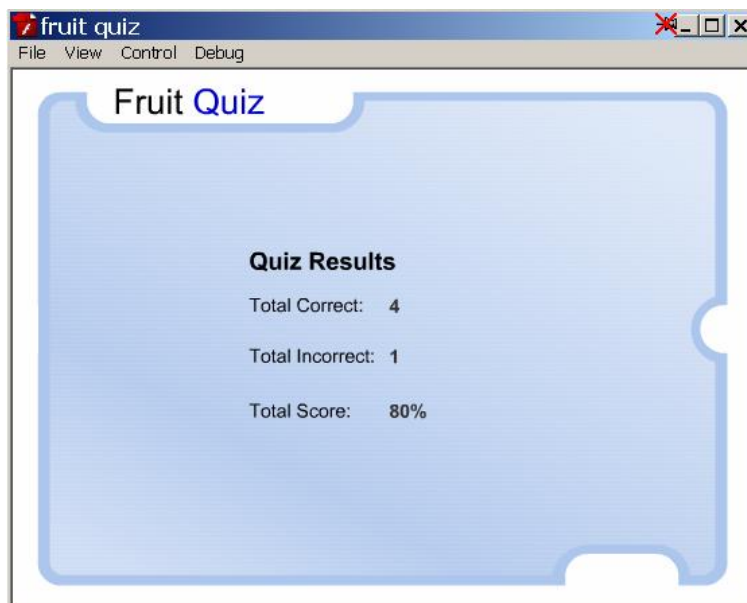 fruit quiz
File View Control Debug
Fruit Quiz
Quiz Results
Total Correct: 4
Total Incorrect: 1
Total Score: 80%